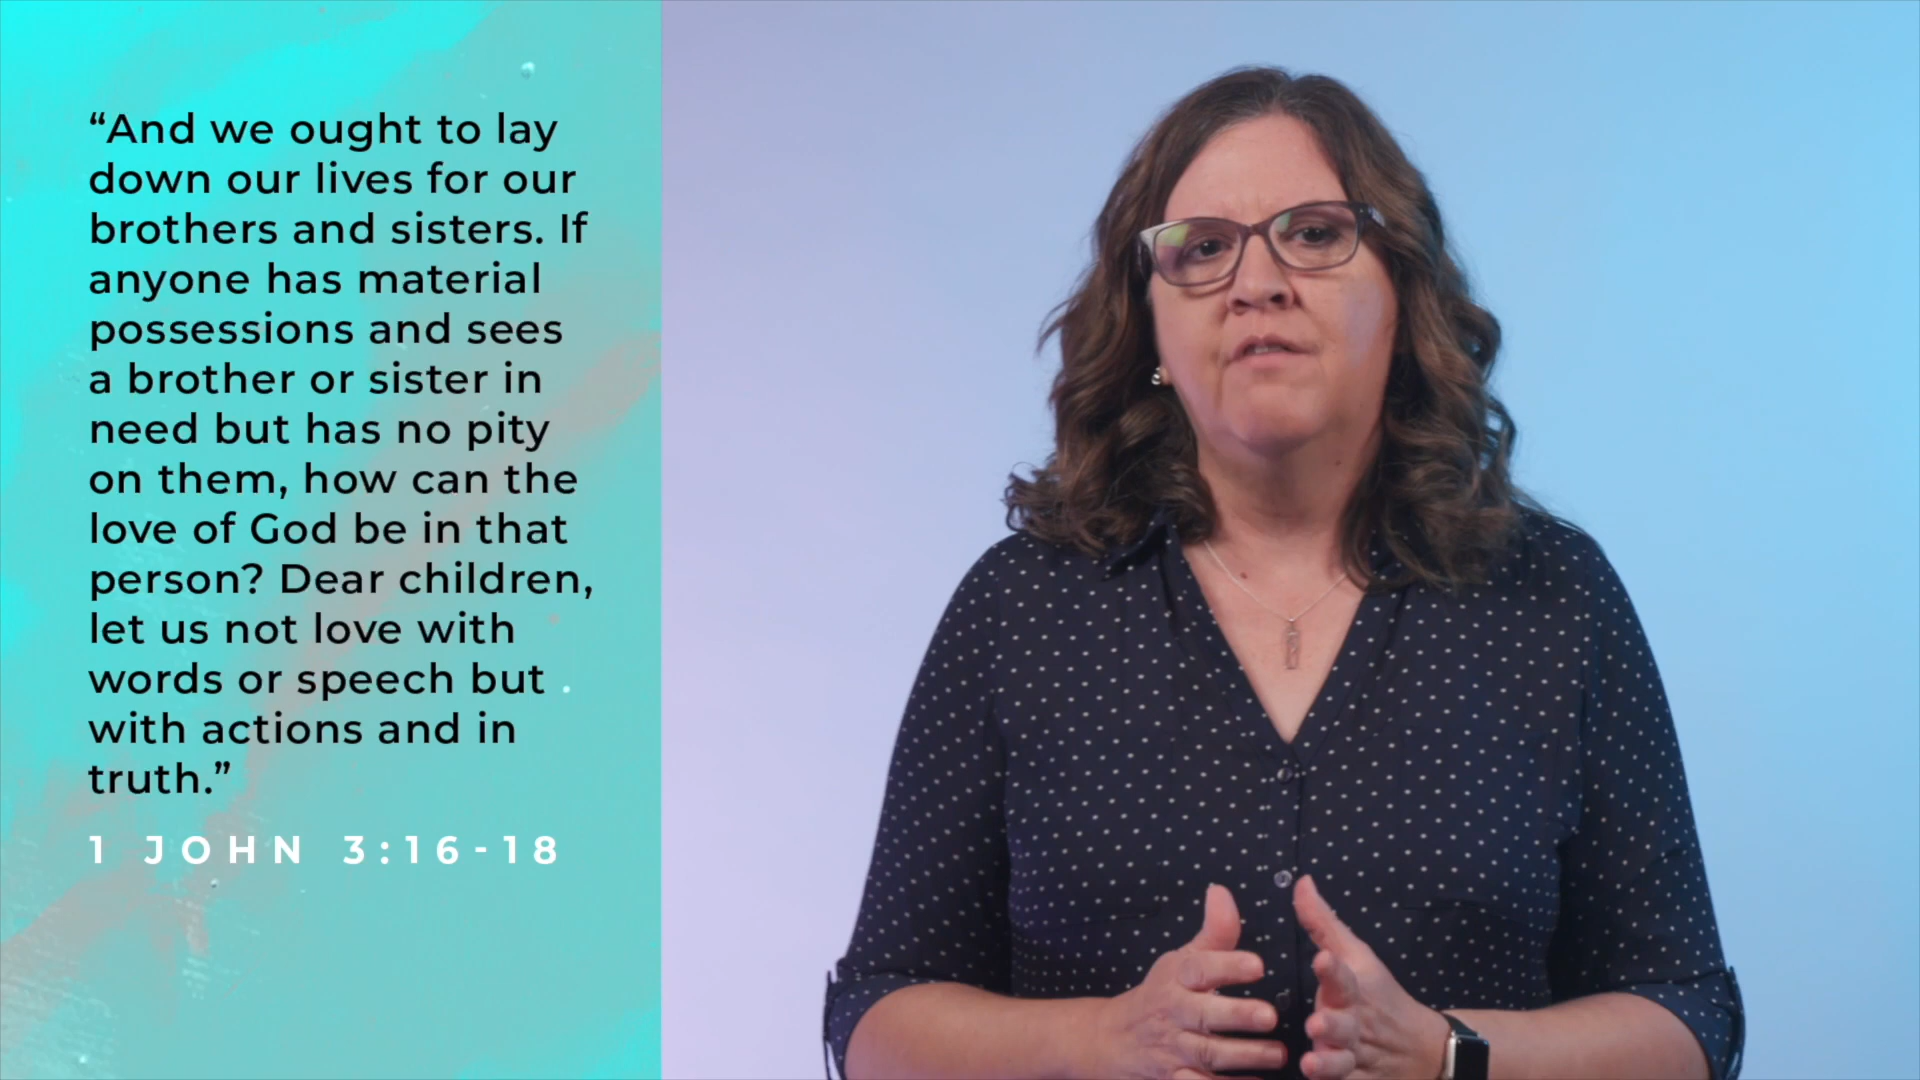 “And we ought to lay
down our lives for our
brothers and sisters. If
anyone has material
possessions and sees
a brother or sister in
need but has no pity
on them, how can the
love of God be in that
person? Dear children,
let us not love with
words or speech but
with actions and in
truth.”
1 JOHN 3:16-18